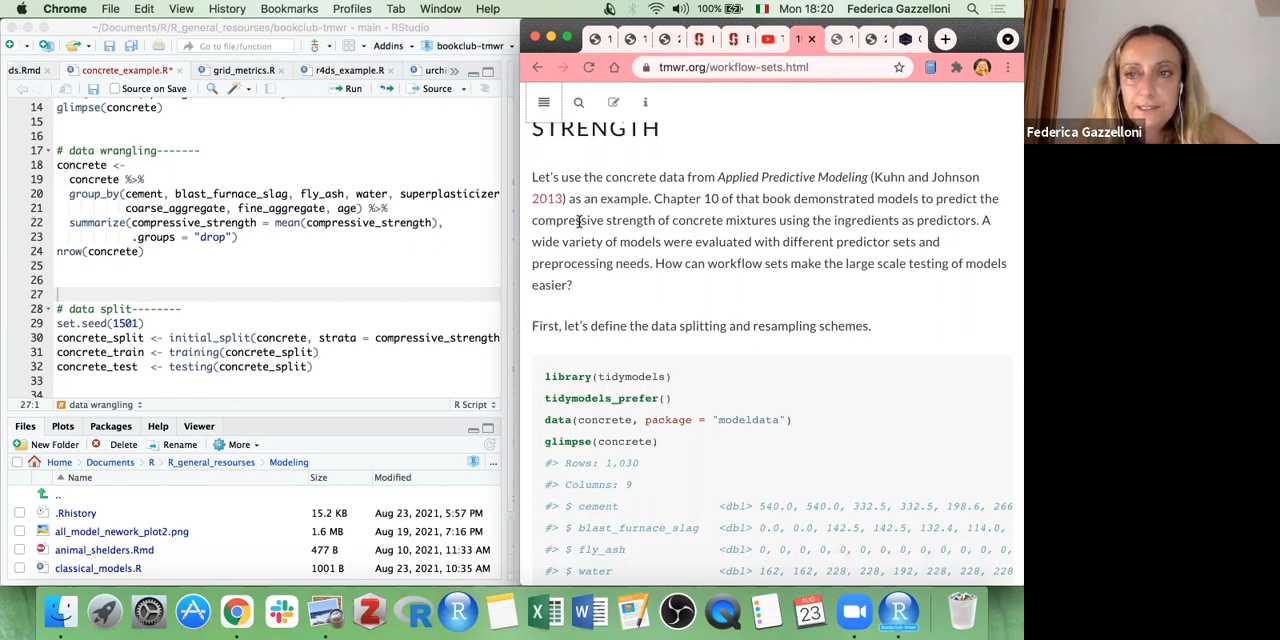 Chrome File Edit View History Bookmarks Profiles Tab Window Help 100% Mon 18:20 Federica Gazzelloni
~/Documents/R/R_general_resourses/bookclub-tmwr - main - RStudio
Go to file/function Addins bookclub-tmwr
ds.Rmd concrete_example.R* grid_metrics.R r4ds_example.R urchi
Source on Save Run Source
14 glimpse(concrete)
15
16
17 # data wrangling-------
18 concrete <-
19 concrete %>%
20 group_by(cement, blast_furnace_slag, fly_ash, water, superplasticizer
21 coarse_aggregate, fine_aggregate, age) %>%
22 summarize(compressive_strength = mean(compressive_strength),
23 .groups = "drop")
24 nrow(concrete)
25
26
27
28 # data split--------
29 set.seed(1501)
30 concrete_split <- initial_split(concrete, strata = compressive_strength
31 concrete_train <- training(concrete_split)
32 concrete_test <- testing(concrete_split)
33
34
27:1 data wrangling R Script
Files Plots Packages Help Viewer
New Folder Delete Rename More
Home Documents R R_general_resourses Modeling ...
Name Size Modified
..
.Rhistory 15.2 KB Aug 23, 2021, 5:57 PM
all_model_nework_plot2.png 1.6 MB Aug 19, 2021, 7:16 PM
animal_shelders.Rmd 477 B Aug 10, 2021, 11:33 AM
classical_models.R 1001 B Aug 23, 2021, 10:35 AM
tmwr.org/workflow-sets.html
STRENGTH
Let's use the concrete data from Applied Predictive Modeling (Kuhn and Johnson
2013) as an example. Chapter 10 of that book demonstrated models to predict the
compressive strength of concrete mixtures using the ingredients as predictors. A
wide variety of models were evaluated with different predictor sets and
preprocessing needs. How can workflow sets make the large scale testing of models
easier?
First, let's define the data splitting and resampling schemes.
library(tidymodels)
tidymodels_prefer()
data(concrete, package = "modeldata")
glimpse(concrete)
#> Rows: 1,030
#> Columns: 9
#> $ cement <dbl> 540.0, 540.0, 332.5, 332.5, 198.6, 266
#> $ blast_furnace_slag <dbl> 0.0, 0.0, 142.5, 142.5, 132.4, 114.0,
#> $ fly_ash <dbl> 0, 0, 0, 0, 0, 0, 0, 0, 0, 0, 0, 0, 0,
#> $ water <dbl> 162, 162, 228, 228, 192, 228, 228, 228
Federica Gazzelloni
AUG
23
bookclub-tmwr